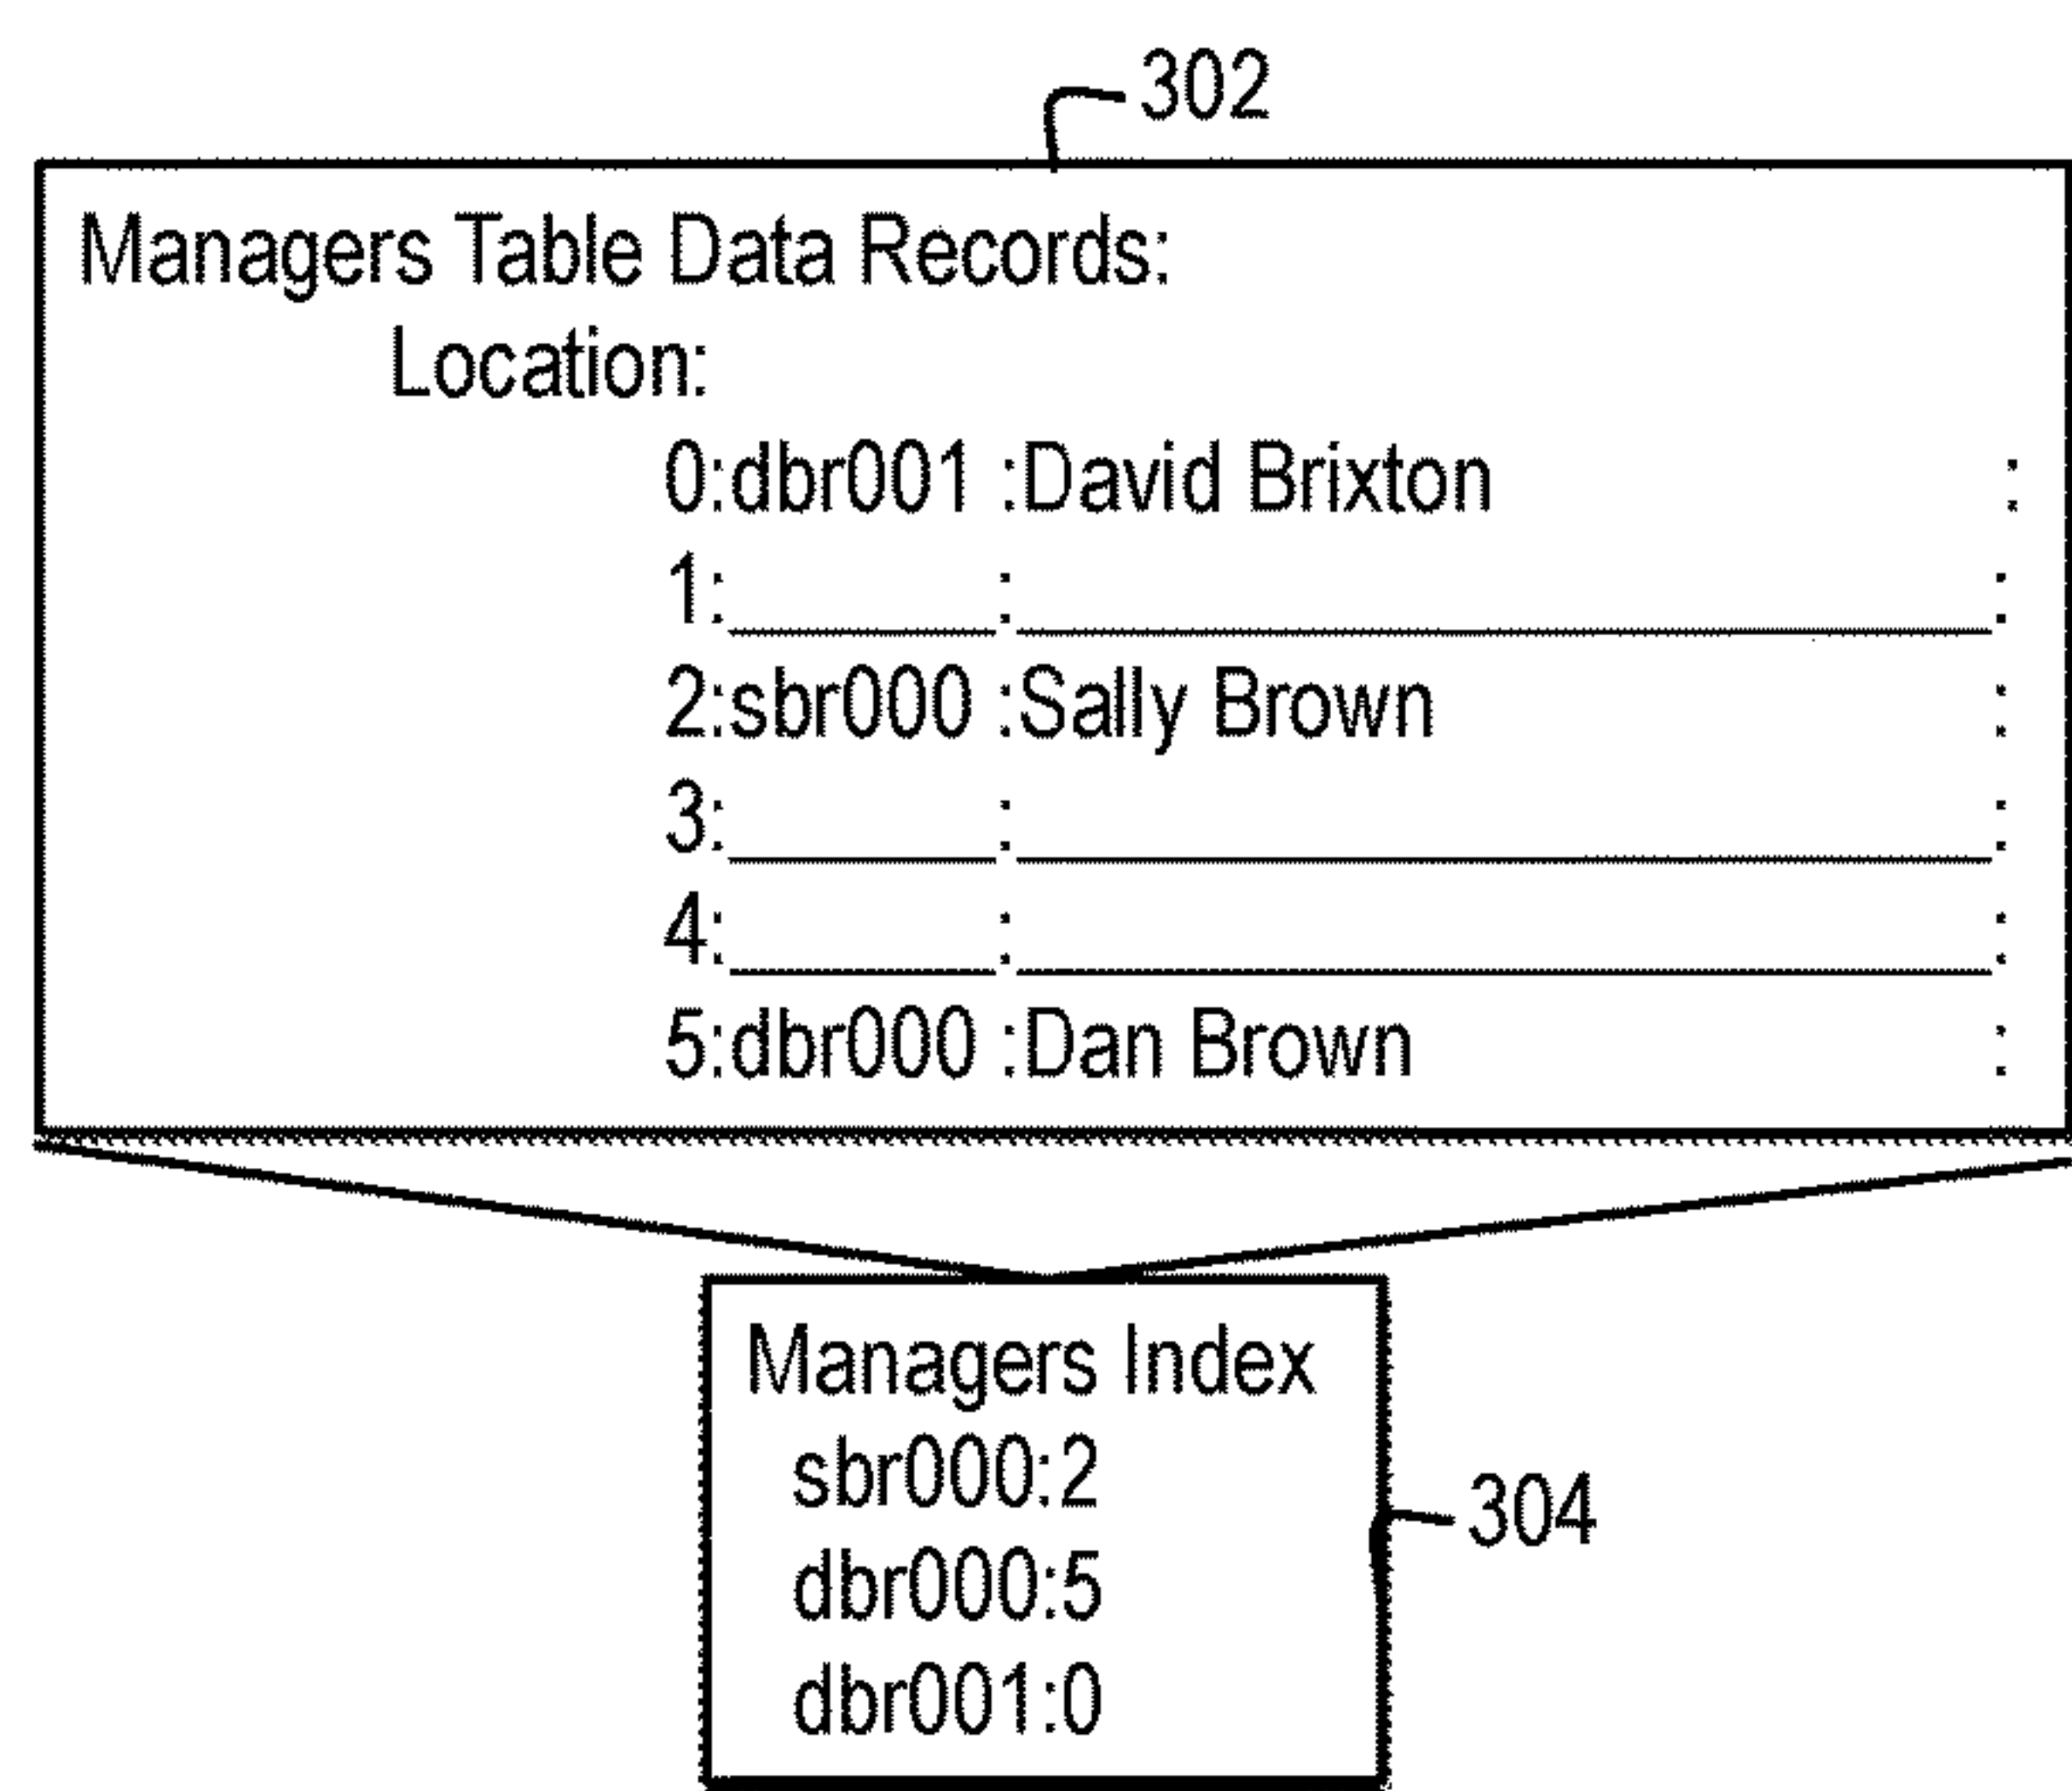 302
Managers Table Data Records:
Location:
0:dbr001 :David Brixton :
1:______:______________________:
2:sbr000 :Sally Brown :
3:______:______________________:
4:______:______________________:
5:dbr000 :Dan Brown :
Managers Index
sbr000:2
dbr000:5
304
dbr001:0